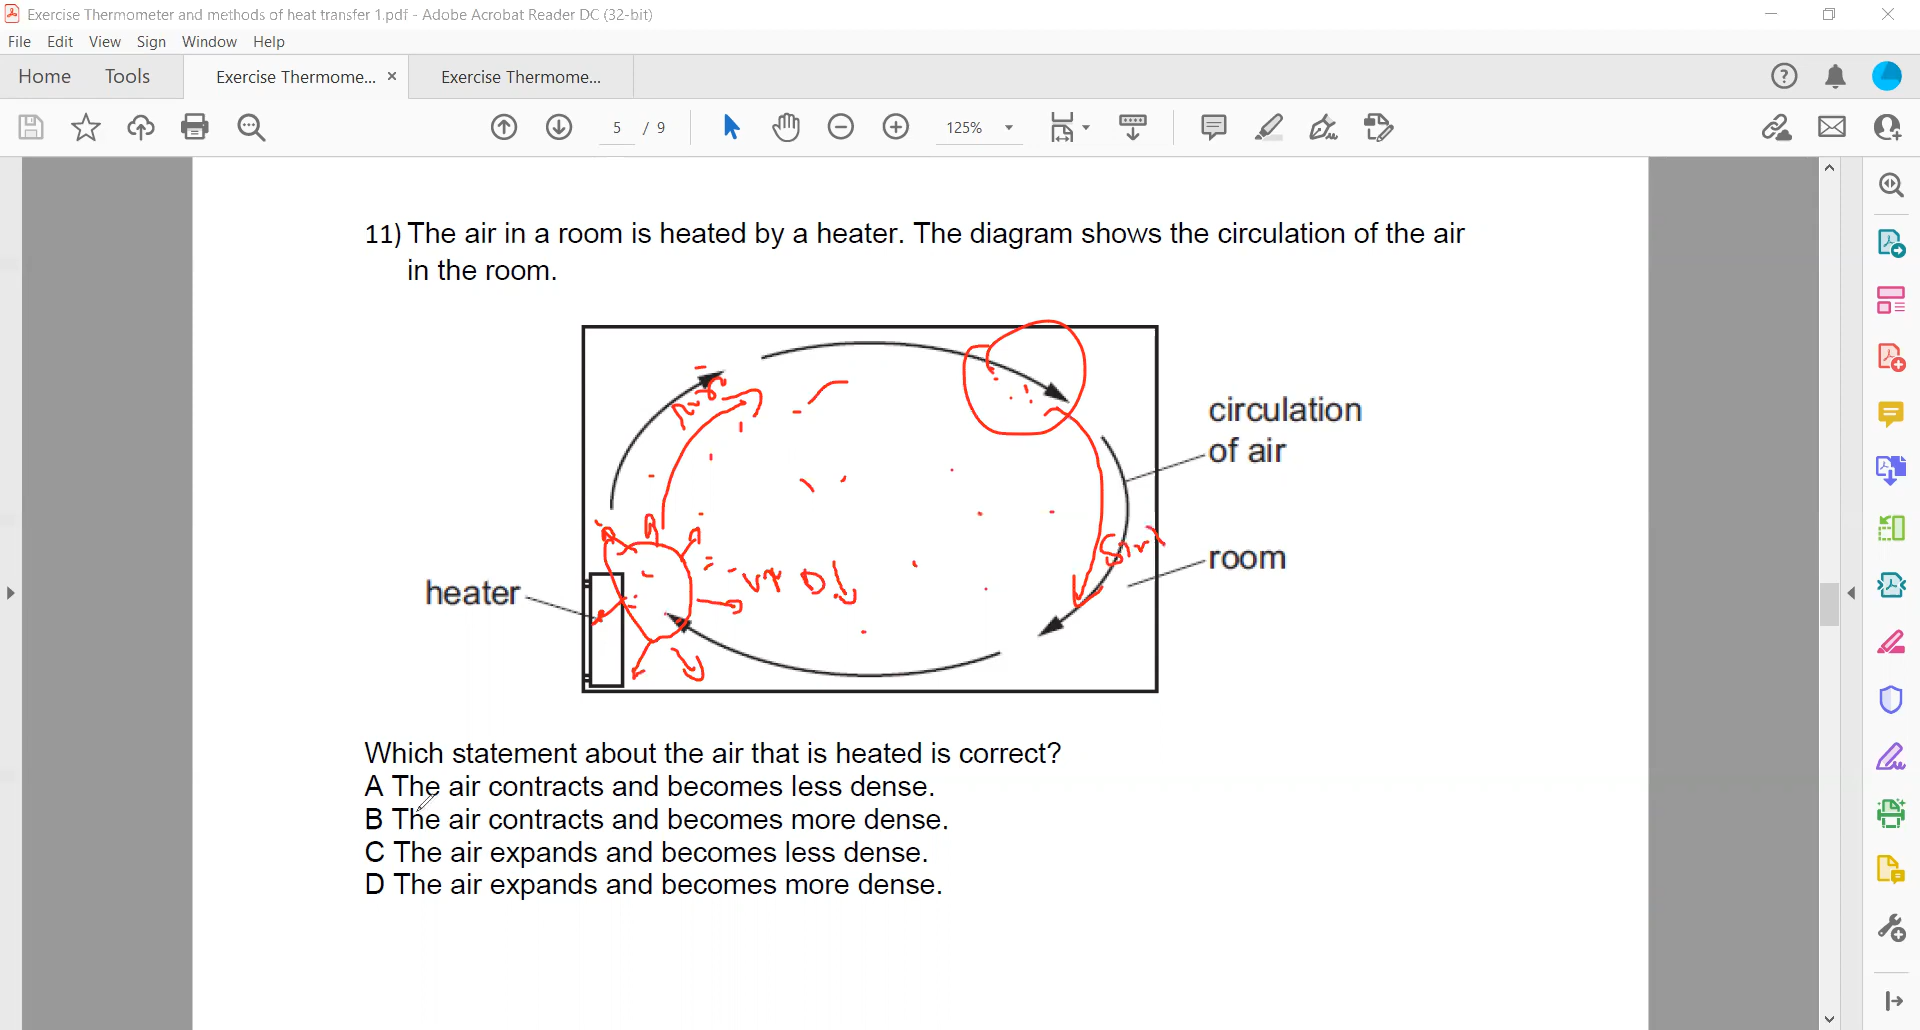 Exercise Thermometer and methods of heat transfer 1.pdf - Adobe Acrobat Reader DC (32-bit)
File Edit View Sign Window Help
Home Tools Exercise Thermome... × Exercise Thermome...
5 / 9 125%
11) The air in a room is heated by a heater. The diagram shows the circulation of the air
in the room.
circulation
of air
room
heater
D
Which statement about the air that is heated is correct?
A The air contracts and becomes less dense.
B The air contracts and becomes more dense.
C The air expands and becomes less dense.
D The air expands and becomes more dense.